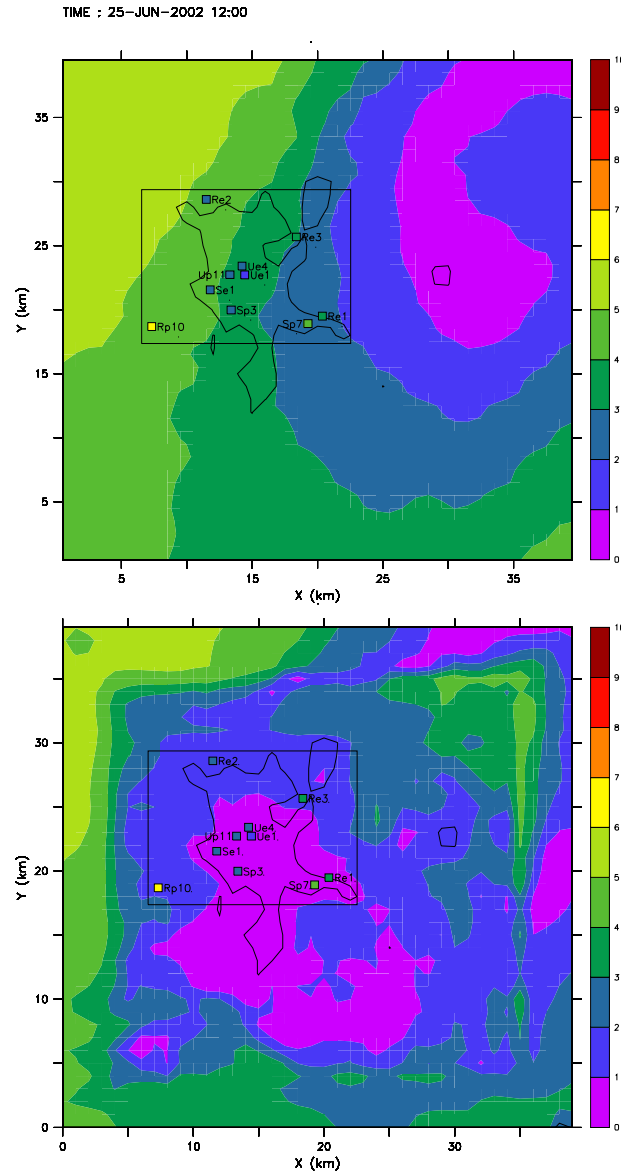 TIME : 25-JUN-2002 12:00
35
25
15
5
Y (km)
Re2
Re3
Ue4
Up11
Ue1
Se1
Sp3
Re1
Sp7
Rp10
5
15
25
35
X (km)
10
9
8
7
6
5
4
3
2
1
0
30
20
10
0
Y (km)
Re2.
Re3.
Ue4.
Up11
Ue1.
Se1.
Sp3.
Re1
Sp7
Rp10.
0
10
20
30
X (km)
10
9
8
7
6
5
4
3
2
1
0